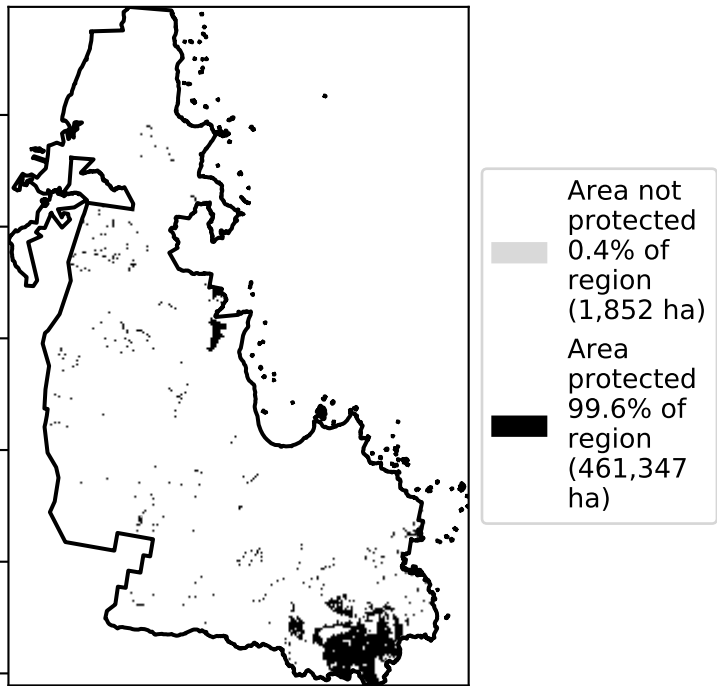 Area not
protected
0.4% of
region
(1,852 ha)
Area
protected
99.6% of
region
(461,347
ha)